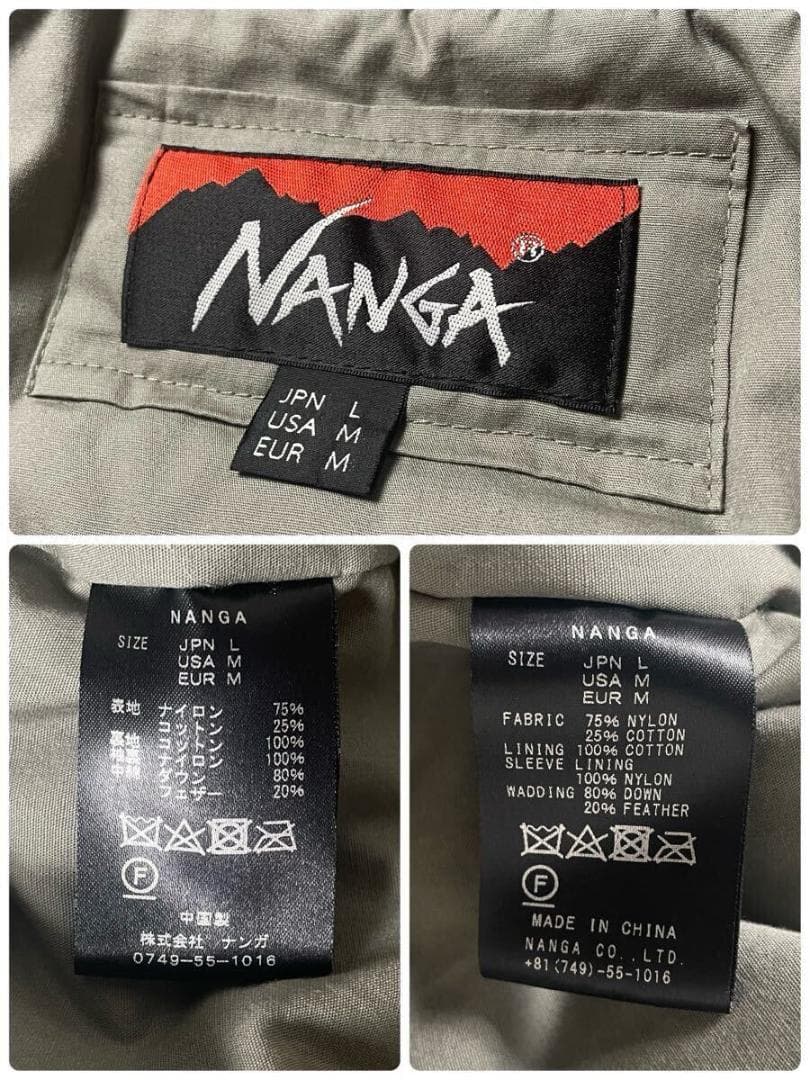 NANGA®
JPN L
USA M
EUR M
NANGA
SIZE JPN L
USA M
EUR M
表地 ナイロン 75%
コットン 25%
裏地 コットン 100%
ナイロン 100%
ダウン 80%
フェザー 20%
F
中国製
株式会社 ナンガ
0749-55-1016
NANGA
SIZE JPN L
USA M
EUR M
FABRIC 75% NYLON
25% COTTON
LINING 100% COTTON
SLEEVE LINING
100% NYLON
WADDING 80% DOWN
20% FEATHER
F
MADE IN CHINA
NANGA CO.,LTD.
+81(749)-55-1016